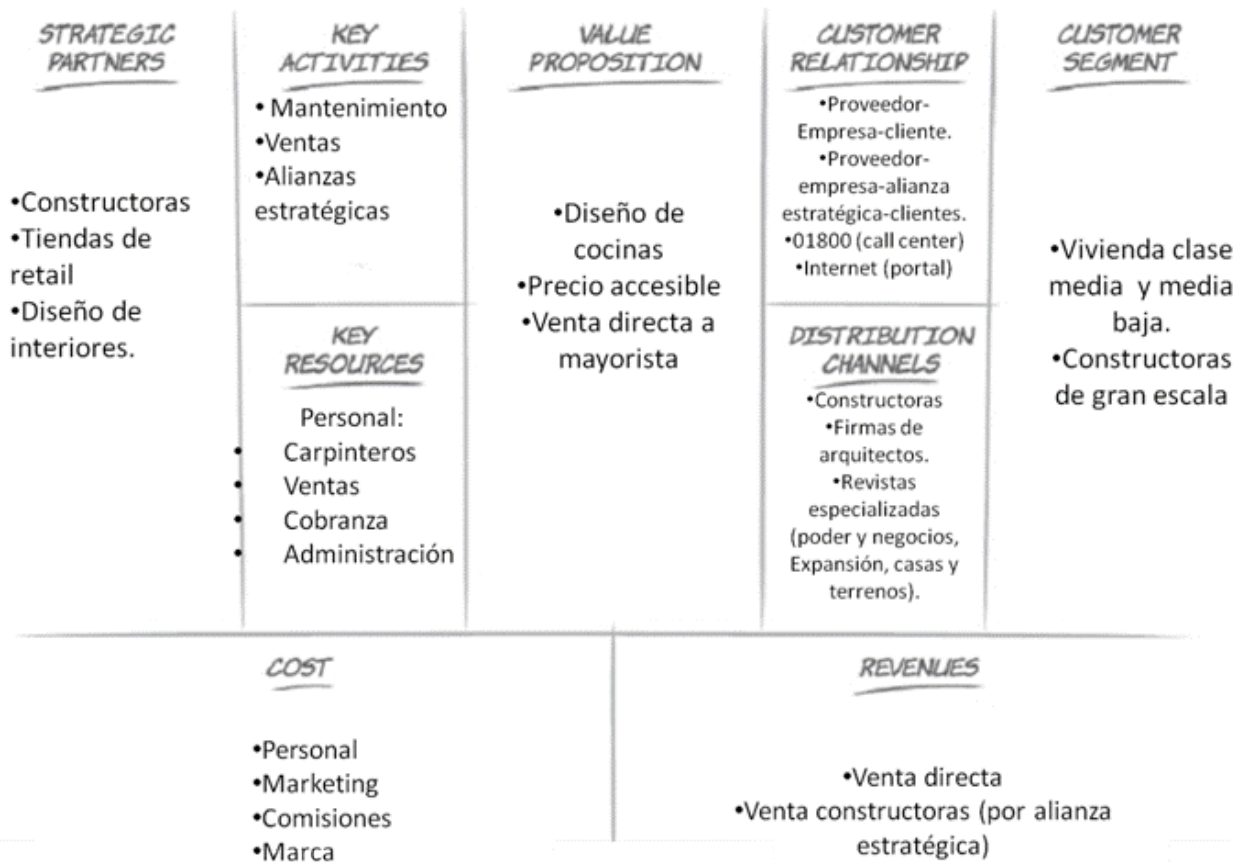 STRATEGIC
PARTNERS
•Constructoras
•Tiendas de
retail
•Diseño de
interiores.
KEY
ACTIVITIES
• Mantenimiento
•Ventas
•Alianzas
estratégicas
KEY
RESOURCES
Personal:
• Carpinteros
• Ventas
• Cobranza
• Administración
VALUE
PROPOSITION
•Diseño de
cocinas
•Precio accesible
•Venta directa a
mayorista
CUSTOMER
RELATIONSHIP
•Proveedor-
Empresa-cliente.
•Proveedor-
empresa-alianza
estratégica-clientes.
•01800 (call center)
•Internet (portal)
DISTRIBUTION
CHANNELS
•Constructoras
•Firmas de
arquitectos.
•Revistas
especializadas
(poder y negocios,
Expansión, casas y
terrenos).
CUSTOMER
SEGMENT
•Vivienda clase
media y media
baja.
•Constructoras
de gran escala
COST
•Personal
•Marketing
•Comisiones
•Marca
REVENUES
•Venta directa
•Venta constructoras (por alianza
estratégica)